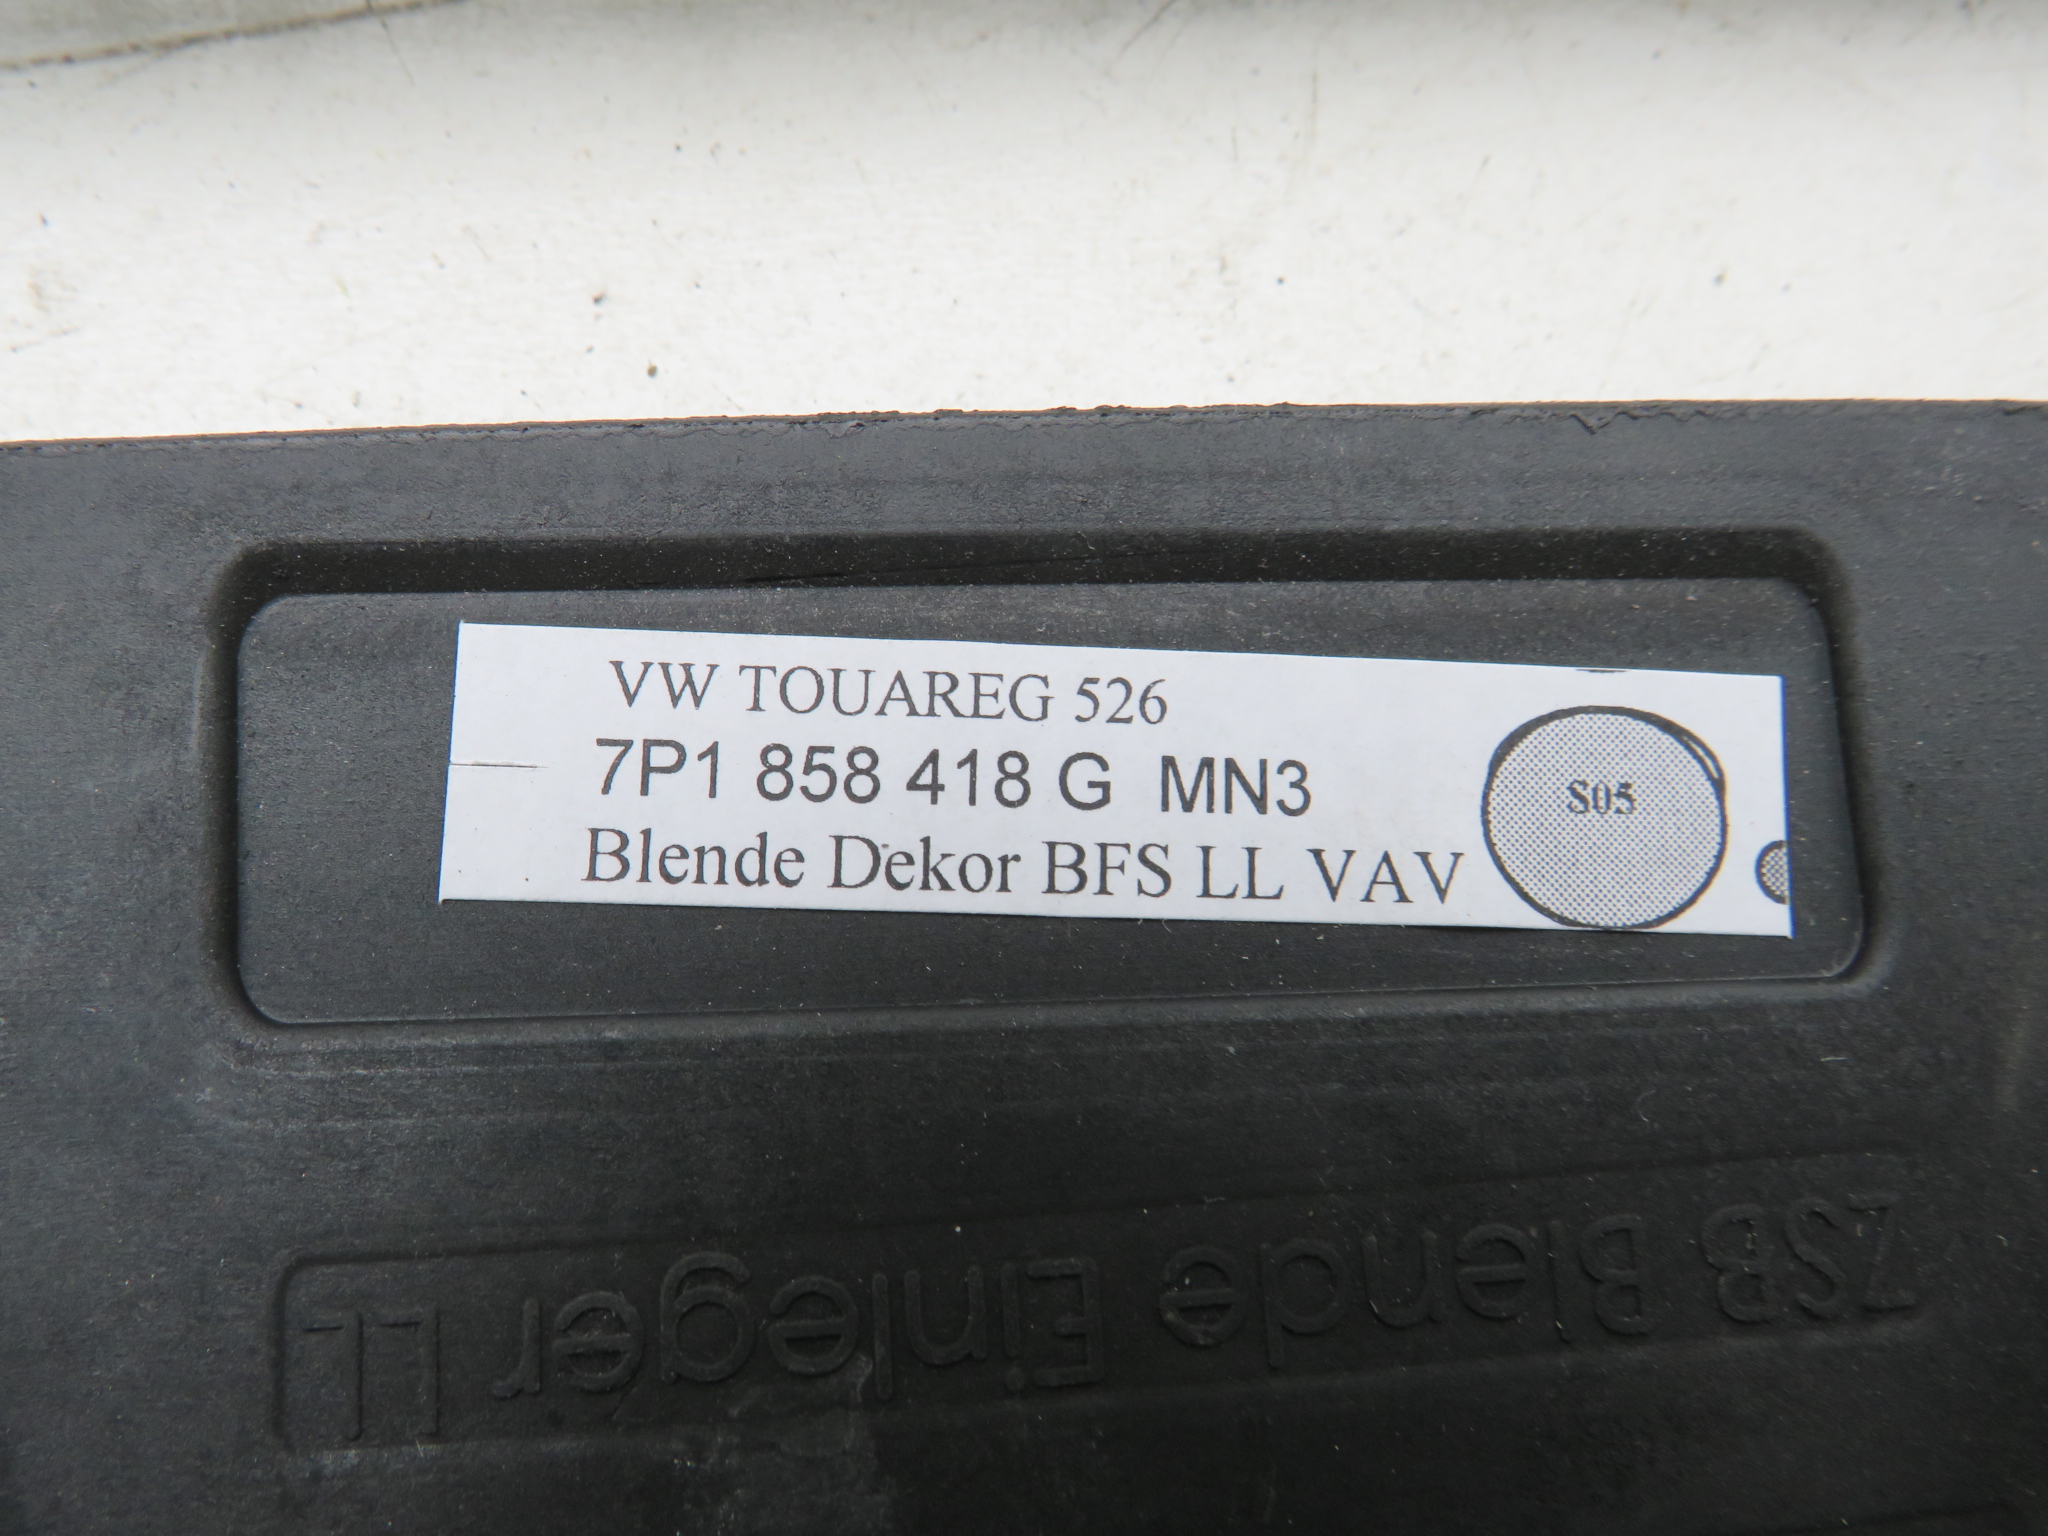 VW TOUAREG 526
7P1 858 418 G MN3
Blende Dekor BFS LL VAV
S05
ZSB Blende Einleger LL